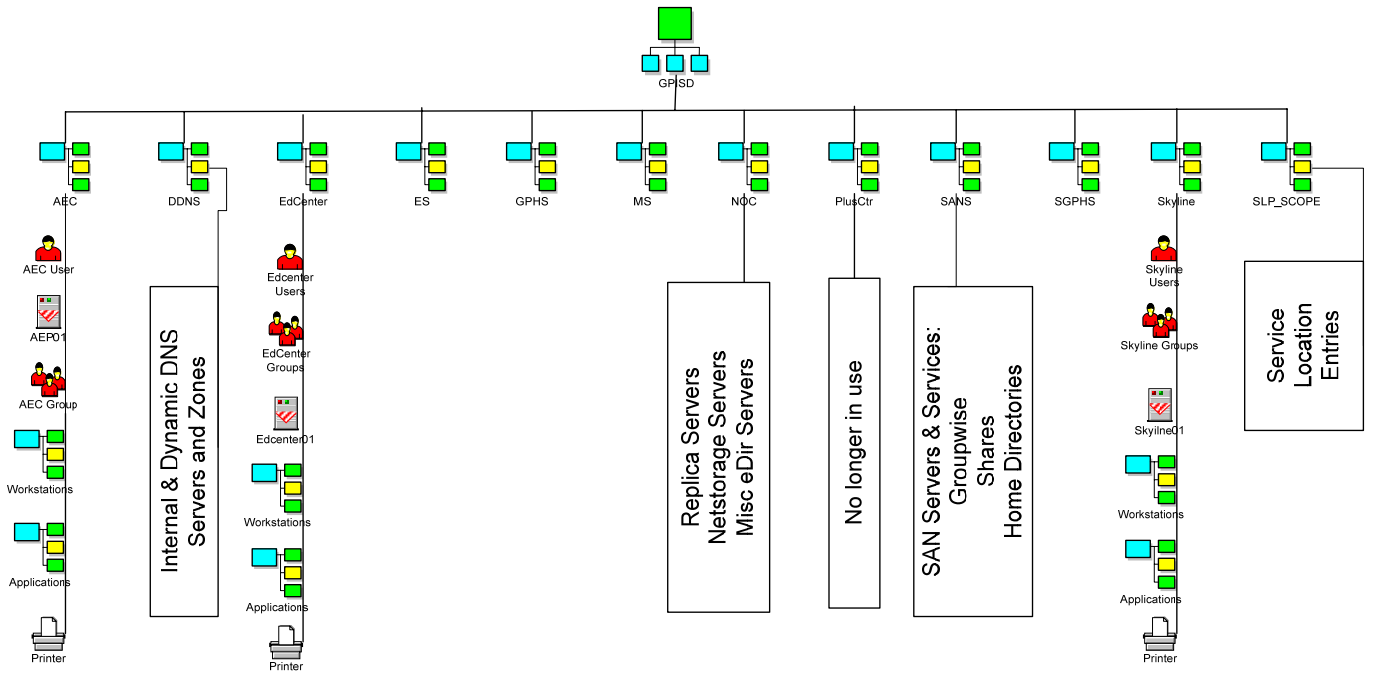 GPISD
AEC
DDNS
EdCenter
ES
GPHS
MS
NOC
PlusCtr
SANS
SGPHS
Skyline
SLP_SCOPE
AEC User
AEP01
AEC Group
Workstations
Applications
Printer
Internal & Dynamic DNS
Servers and Zones
Edcenter
Users
EdCenter
Groups
Edcenter01
Workstations
Applications
Printer
Replica Servers
Netstorage Servers
Misc eDir Servers
No longer in use
SAN Servers & Services:
Groupwise
Shares
Home Directories
Skyline
Users
Skyline Groups
Skyilne01
Workstations
Applications
Printer
Service
Location
Entries